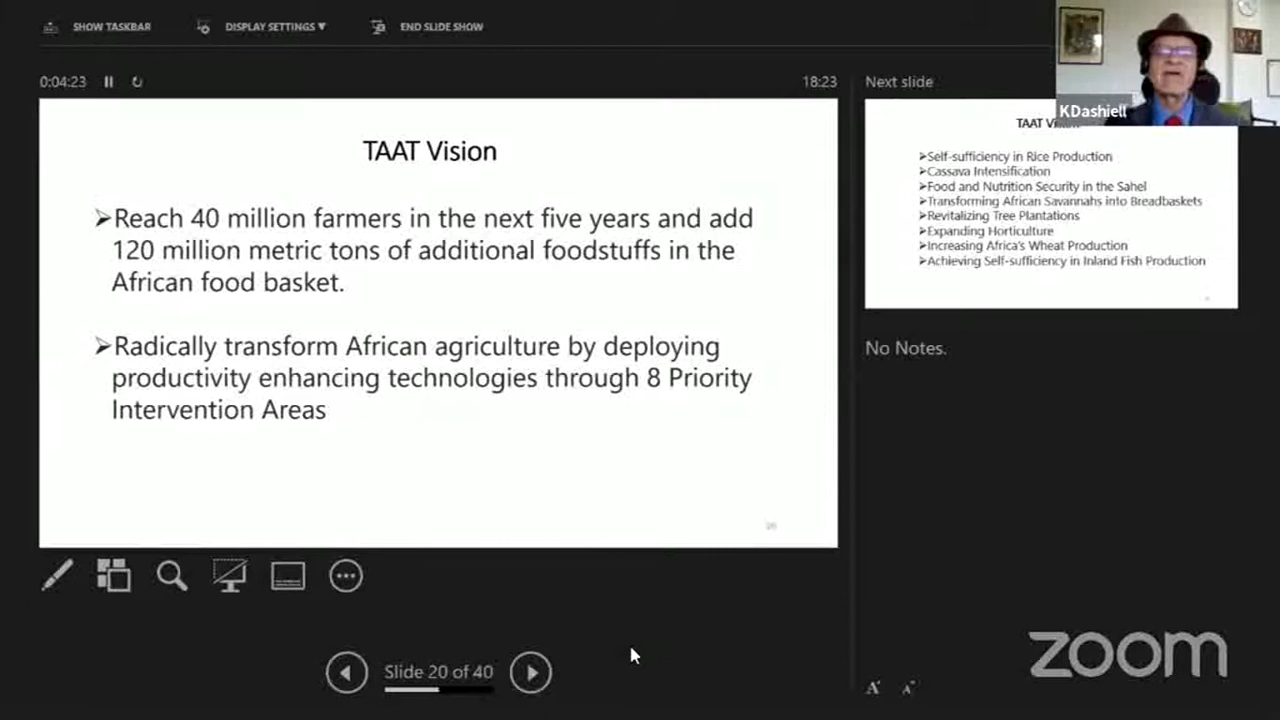 SHOW TASKBAR
DISPLAY SETTINGS ▼
END SLIDE SHOW
0:04:23
18:23
Next slide
KDashiell
TAAT Vision
➢Reach 40 million farmers in the next five years and add
120 million metric tons of additional foodstuffs in the
African food basket.
➢Radically transform African agriculture by deploying
productivity enhancing technologies through 8 Priority
Intervention Areas
20
TAAT
➢Self-sufficiency in Rice Production
➢Cassava Intensification
➢Food and Nutrition Security in the Sahel
➢Transforming African Savannahs into Breadbaskets
➢Revitalizing Tree Plantations
➢Expanding Horticulture
➢Increasing Africa's Wheat Production
➢Achieving Self-sufficiency in Inland Fish Production
No Notes.
Slide 20 of 40
A A
zoom